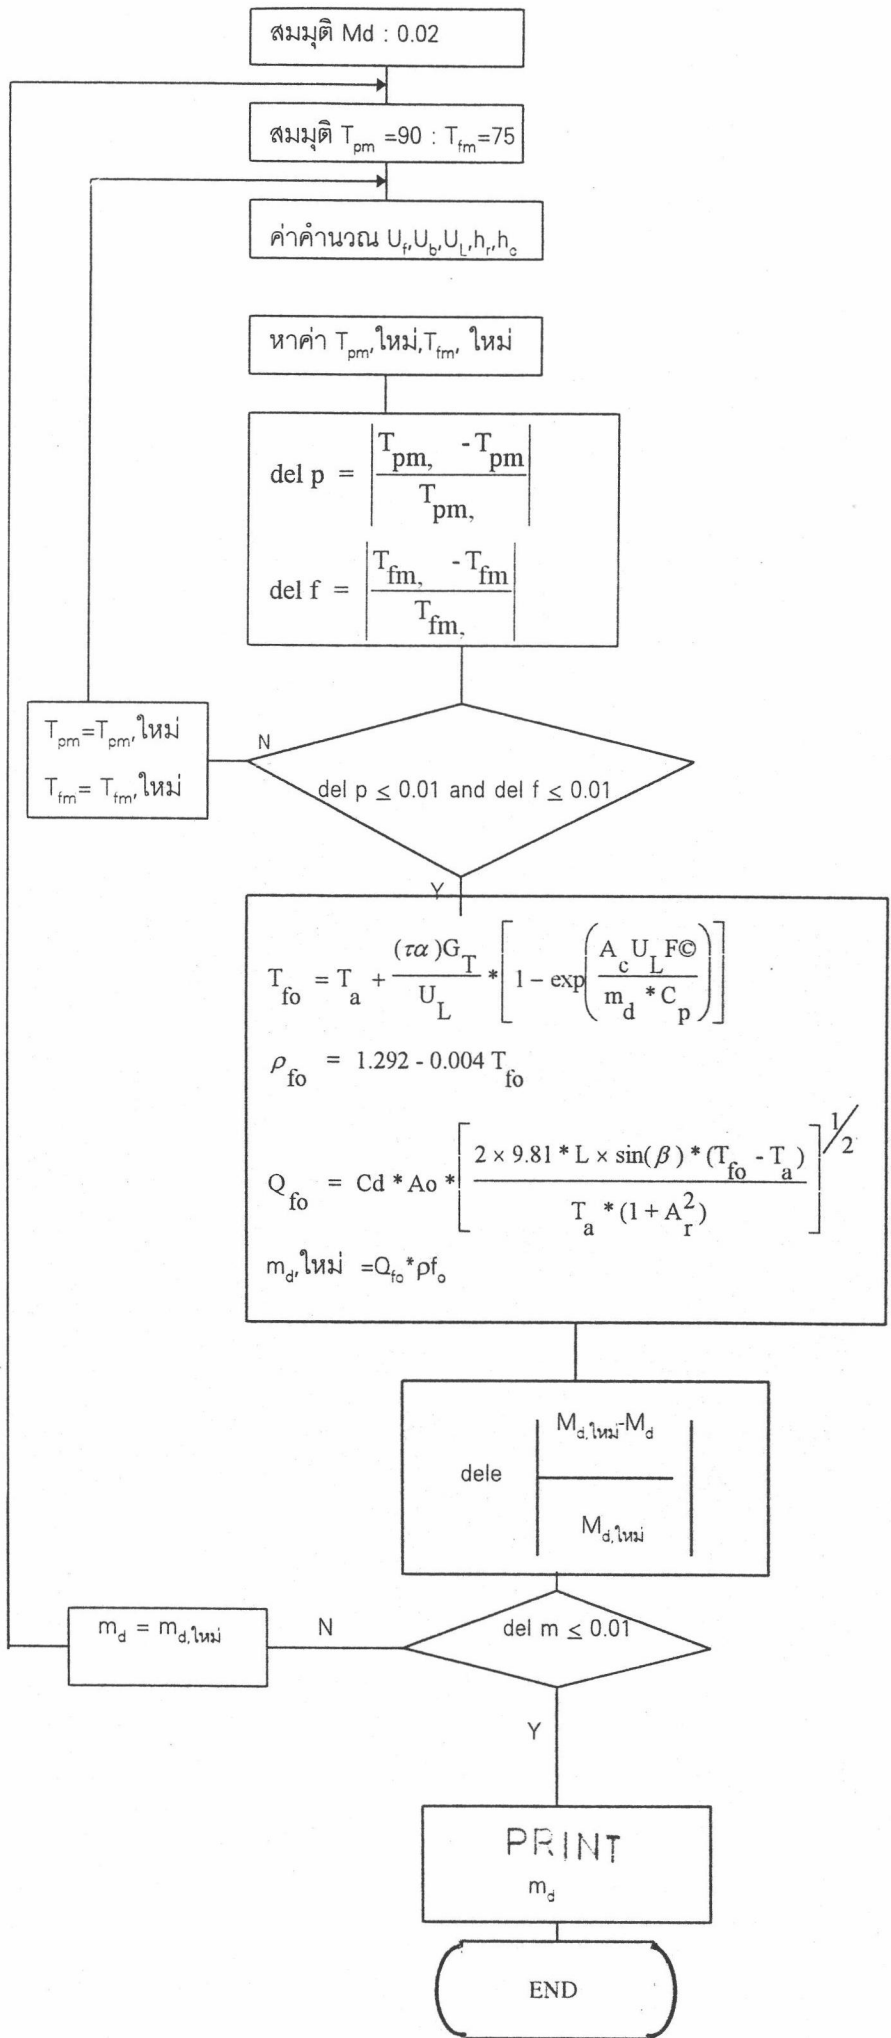 สมมุติ Md : 0.02
สมมุติ T_pm =90 : T_fm=75
ค่าคำนวณ U_f,U_b,U_L,h_r,h_c
หาค่า T_pm,ใหม่,T_fm, ใหม่
del p = | (T_pm, - T_pm) / T_pm, |
del f = | (T_fm, - T_fm) / T_fm, |
T_pm=T_pm,ใหม่
T_fm= T_fm,ใหม่
N
del p ≤ 0.01 and del f ≤ 0.01
Y
T_fo = T_a + (τα)G_T / U_L * [1 – exp(A_c U_L F© / m_d * C_p)]
ρ_fo = 1.292 - 0.004 T_fo
Q_fo = Cd * Ao * [2 × 9.81 * L × sin(β) * (T_fo - T_a) / T_a * (1 + A_r^2)]^1/2
m_d,ใหม่ =Q_fo*ρf_o
dele | M_d,ใหม่-M_d / M_d,ใหม่ |
m_d = m_d,ใหม่
N
del m ≤ 0.01
Y
PRINT
m_d
END